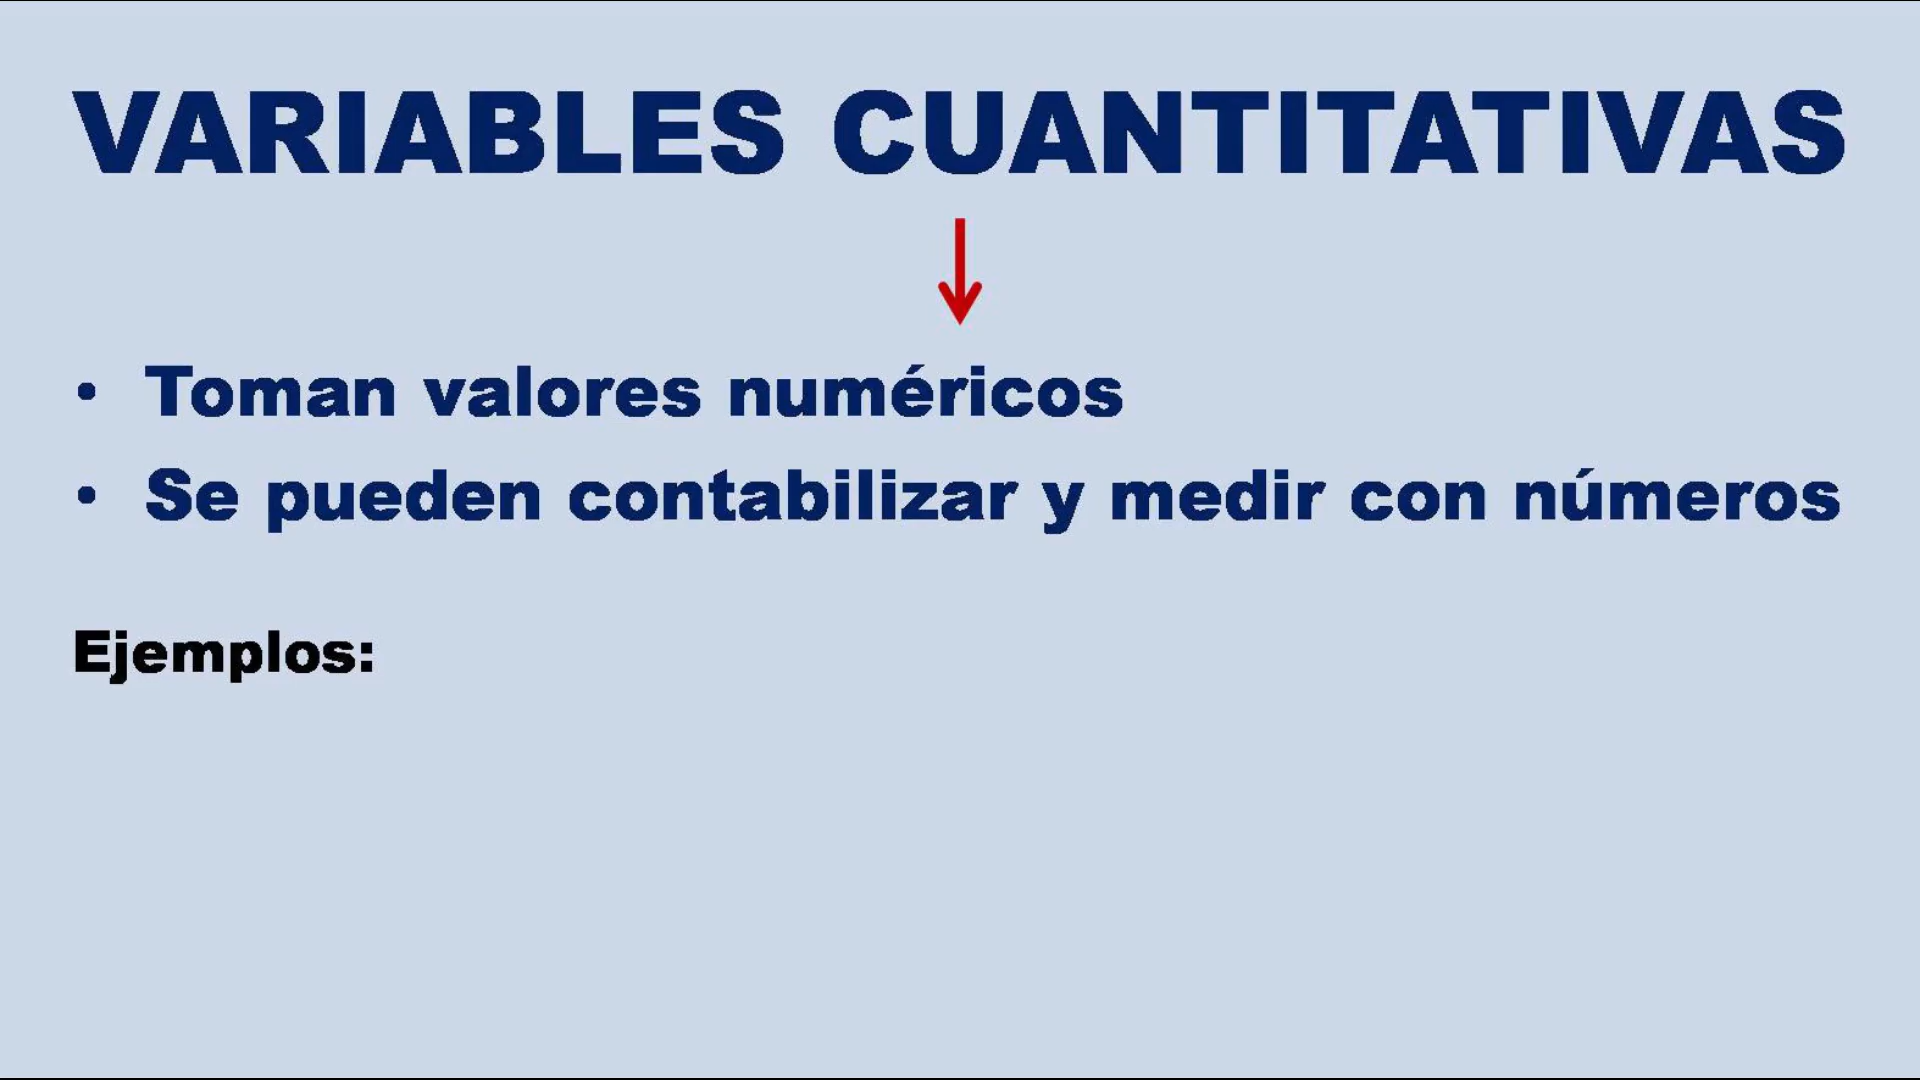 VARIABLES CUANTITATIVAS
• Toman valores numéricos
• Se pueden contabilizar y medir con números
Ejemplos: